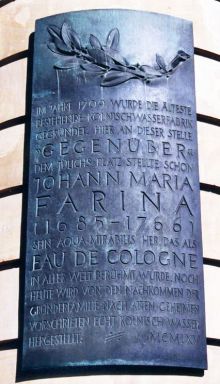 IM JAHRE 1709 WURDE DIE ÄLTESTE
BESTEHENDE KÖLNISCHWASSERFABRIK
GEGRÜNDET. HIER AN DIESER STELLE
"GEGENÜBER"
DEM JÜLICHS PLATZ STELLTE SCHON
JOHANN MARIA
FARINA
(1685-1766)
SEIN AQUA MIRABILIS HER, DAS ALS
EAU DE COLOGNE
IN ALLER WELT BERÜHMT WURDE. NOCH
HEUTE WIRD VON DEN NACHKOMMEN DER
GRÜNDERFAMILIE NACH ALTEN, GEHEIMEN
VORSCHRIFTEN ECHT KÖLNISCH WASSER
HERGESTELLT